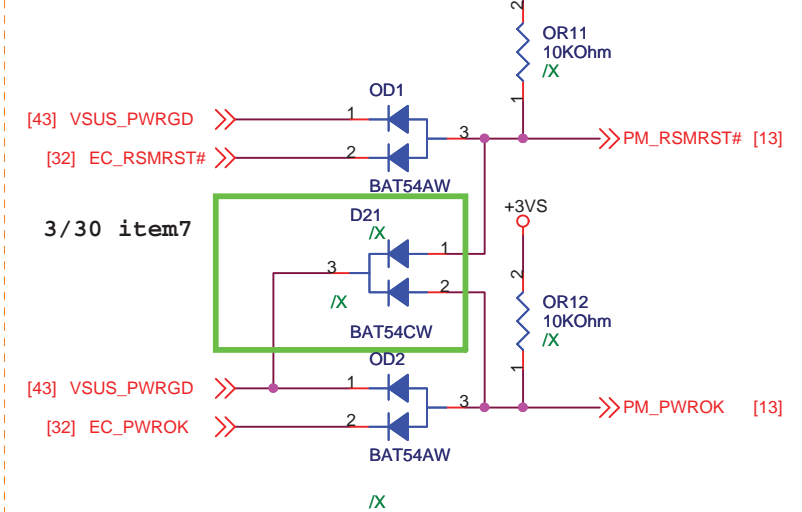 2
OR11
10KOhm
/X
1
OD1
[43] VSUS_PWRGD
1
3
PM_RSMRST# [13]
[32] EC_RSMRST#
2
BAT54AW
3/30 item7
D21
/X
+3VS
1
3
2
2
/X
OR12
10KOhm
/X
BAT54CW
1
OD2
[43] VSUS_PWRGD
1
3
PM_PWROK [13]
[32] EC_PWROK
2
BAT54AW
/X